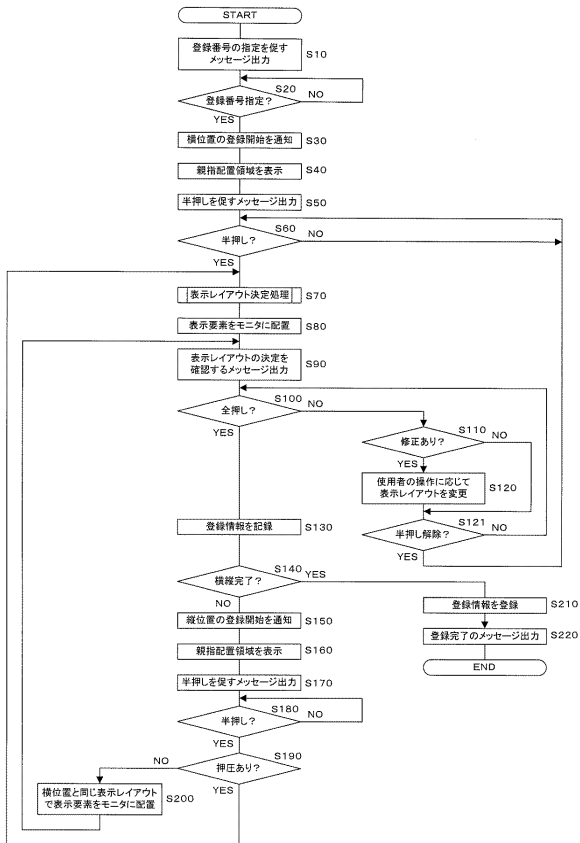 START
登録番号の指定を促す
メッセージ出力
S10
S20
登録番号指定？
NO
YES
横位置の登録開始を通知
S30
親指配置領域を表示
S40
半押しを促すメッセージ出力
S50
S60
半押し？
NO
YES
表示レイアウト決定処理
S70
表示要素をモニタに配置
S80
表示レイアウトの決定を
確認するメッセージ出力
S90
S100
全押し？
NO
YES
S110
修正あり？
NO
YES
使用者の操作に応じて
表示レイアウトを変更
S120
S121
半押し解除？
NO
YES
登録情報を記録
S130
S140
横縦完了？
YES
NO
登録情報を登録
S210
登録完了のメッセージ出力
S220
END
縦位置の登録開始を通知
S150
親指配置領域を表示
S160
半押しを促すメッセージ出力
S170
S180
半押し？
NO
YES
S190
押圧あり？
NO
YES
横位置と同じ表示レイアウト
で表示要素をモニタに配置
S200